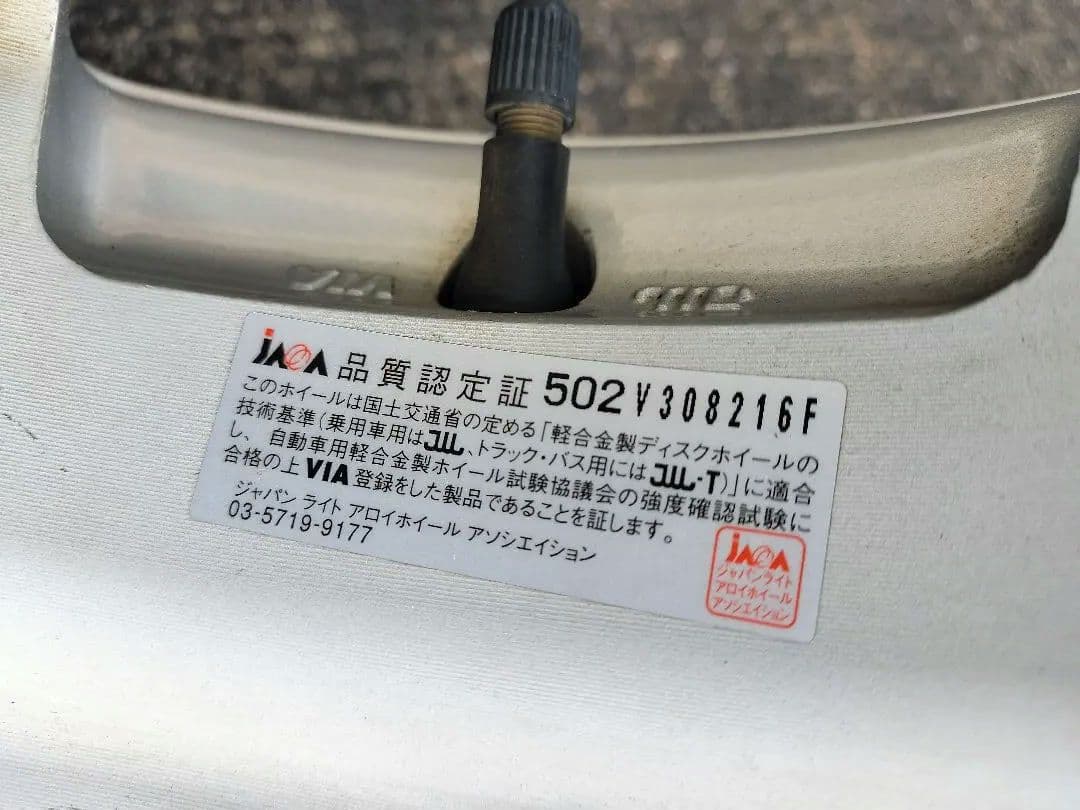 VIA
JWL
JAWA 品質認定証 502V308216F
このホイールは国土交通省の定める「軽合金製ディスクホイールの
技術基準(乗用車用はJWL、トラック・バス用にはJWL・T)」に適合
し、自動車用軽合金製ホイール試験協議会の強度確認試験に
合格の上VIA登録をした製品であることを証します。
ジャパン ライト アロイホイール アソシエイション
03-5719-9177
JAWA
ジャパンライト
アロイホイール
アソシエイション